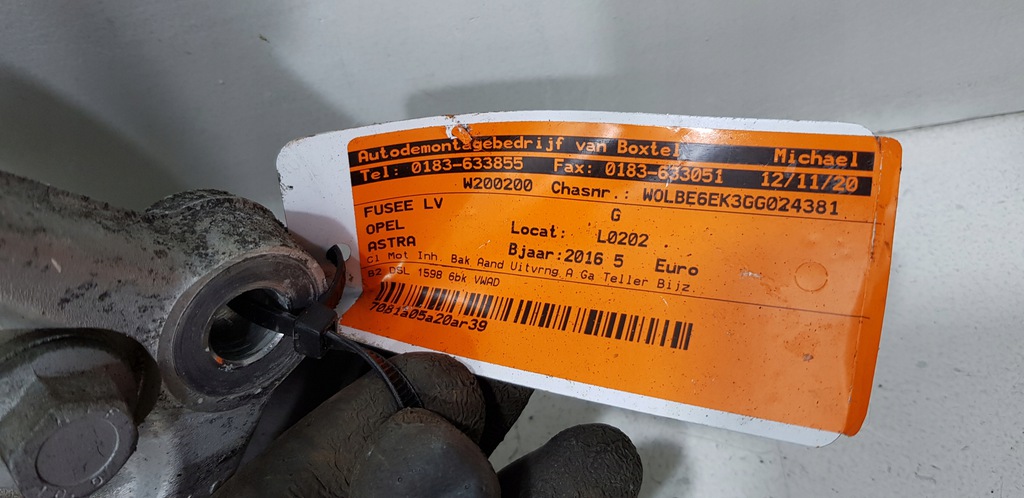 Autodemontagebedrijf van Boxtel Michael
Tel: 0183-633855 Fax: 0183-633051 12/11/20
W200200 Chasnr.: W0LBE6EK3GG024381
FUSEE LV G
OPEL Locat: L0202
ASTRA Bjaar:2016 5 Euro
Cl Mot Inh. Bak Aand Uitvrng A Ga Teller Bijz.
B2 DSL 1598 6bk VWAD
7081a05a20ar39